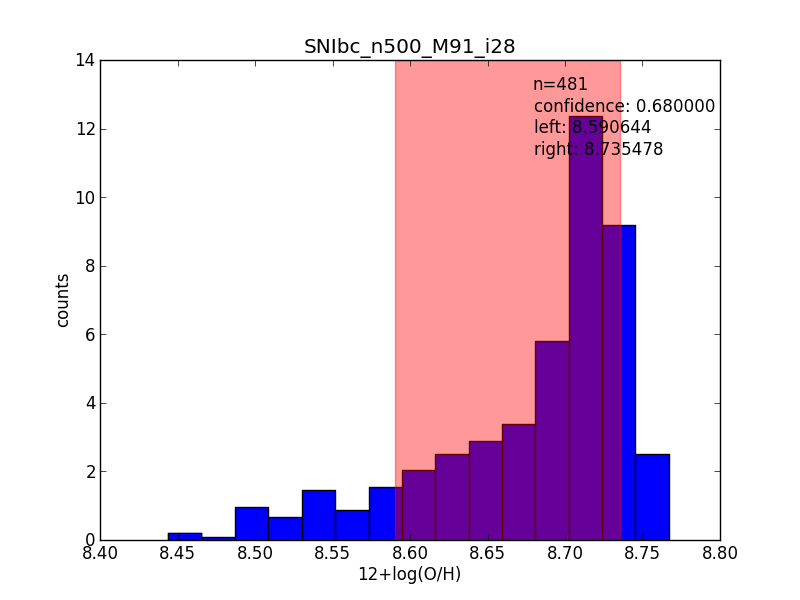 SNIbc_n500_M91_i28
n=481
confidence: 0.680000
left: 8.590644
right: 8.735478
14
12
10
8
6
4
2
0
counts
8.40 8.45 8.50 8.55 8.60 8.65 8.70 8.75 8.80
12+log(O/H)